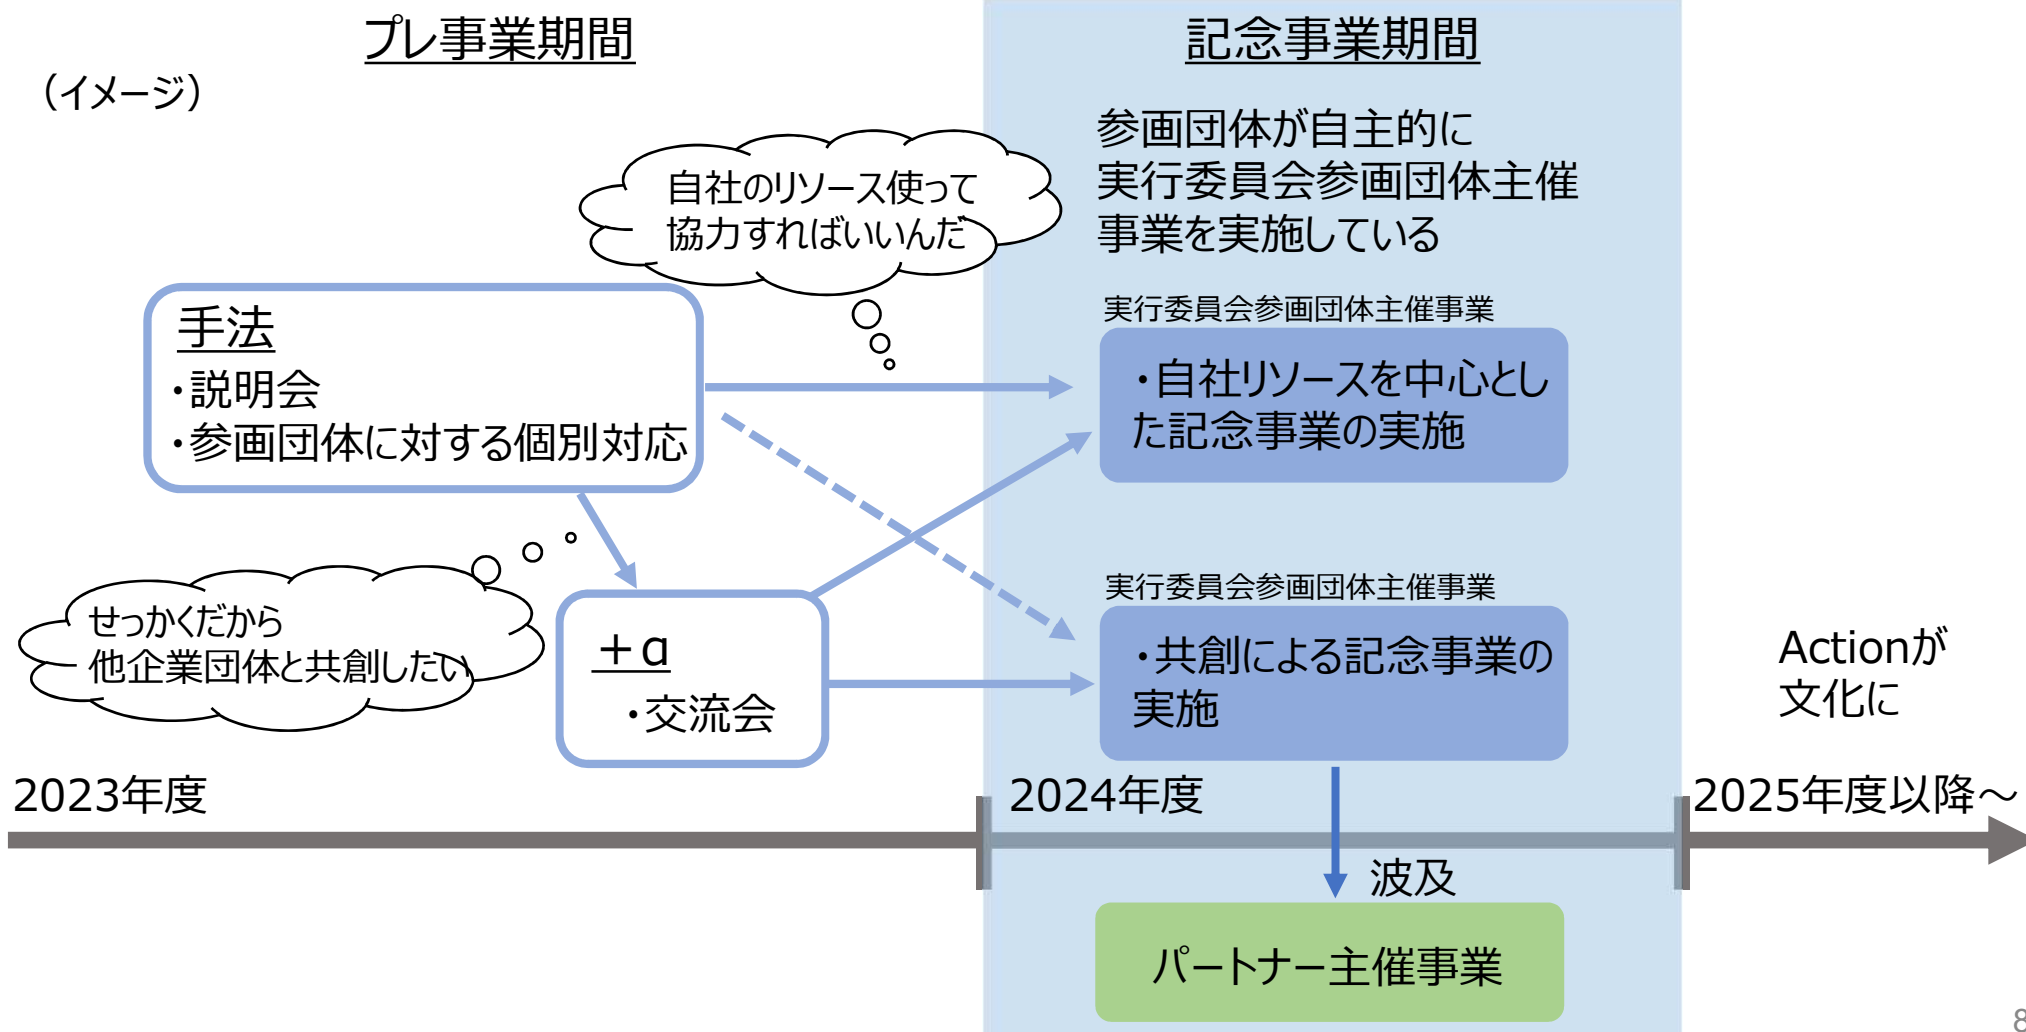 プレ事業期間
（イメージ）
自社のリソース使って
協力すればいいんだ
手法
・説明会
・参画団体に対する個別対応
せっかくだから
他企業団体と共創したい
＋α
・交流会
2023年度
記念事業期間
参画団体が自主的に
実行委員会参画団体主催
事業を実施している
実行委員会参画団体主催事業
・自社リソースを中心とし
た記念事業の実施
実行委員会参画団体主催事業
・共創による記念事業の
実施
2024年度
波及
パートナー主催事業
Actionが
文化に
2025年度以降～
8